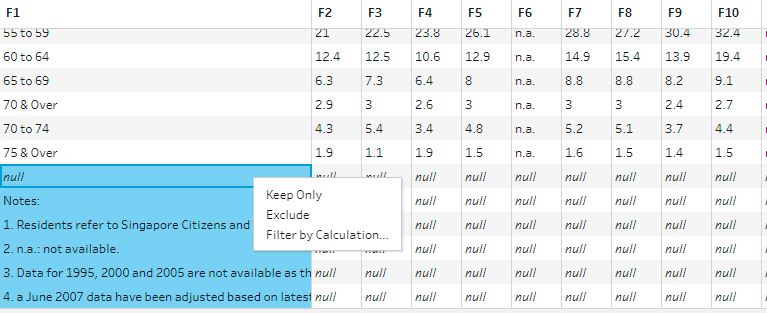 F1 F2 F3 F4 F5 F6 F7 F8 F9 F10
55 to 59 21 22.5 23.8 26.1 n.a. 28.8 27.2 30.4 32.4
60 to 64 12.4 12.5 10.6 12.9 n.a. 14.9 15.4 13.9 19.4
65 to 69 6.3 7.3 6.4 8 n.a. 8.8 8.8 8.2 9.1
70 & Over 2.9 3 2.6 3 n.a. 3 3 2.4 2.7
70 to 74 4.3 5.4 3.4 4.8 n.a. 5.2 5.1 3.7 4.4
75 & Over 1.9 1.1 1.9 1.5 n.a. 1.6 1.5 1.4 1.5
null null null null null null null null null null
Notes: null null null null null null null
Keep Only
1. Residents refer to Singapore Citizens and null null null null null null null
Exclude
2. n.a.: not available. null null null null null null null
Filter by Calculation...
3. Data for 1995, 2000 and 2005 are not available as th null null null null null null null null null
4. a June 2007 data have been adjusted based on latest null null null null null null null null null